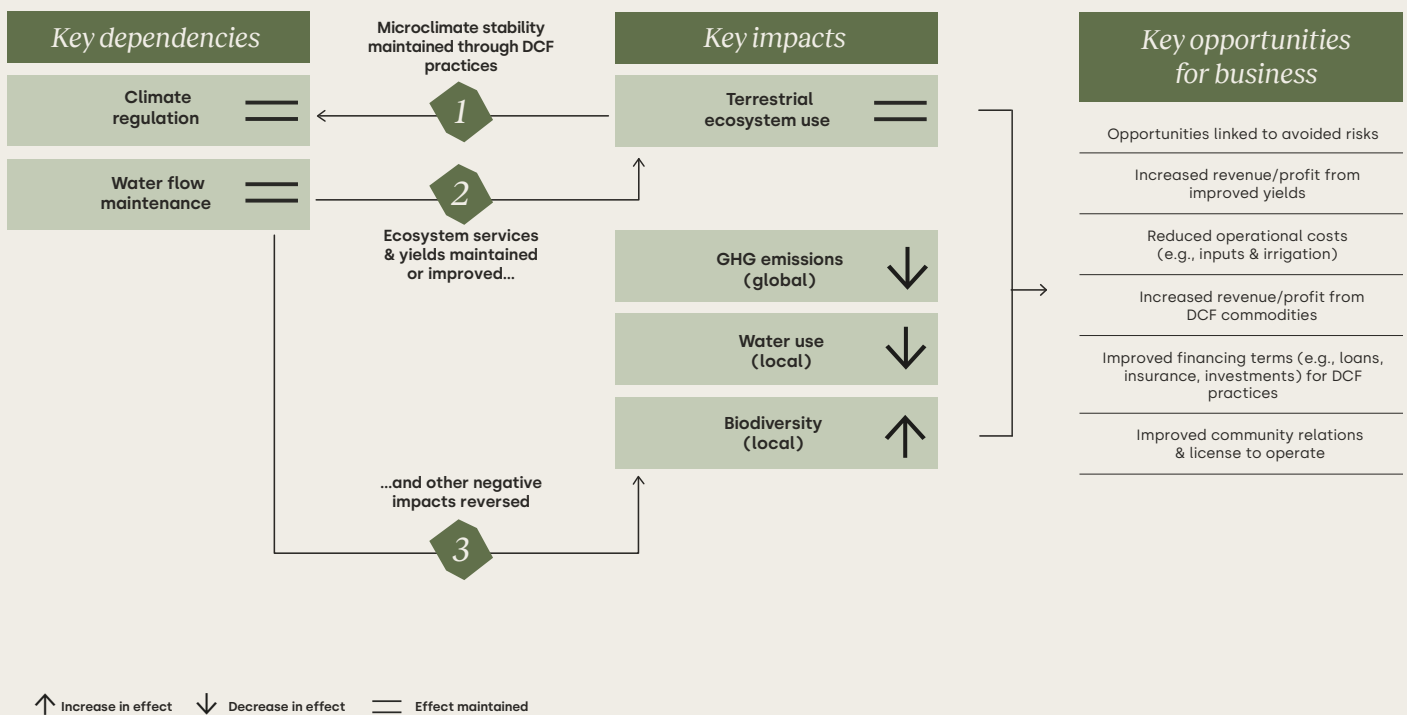 Key dependencies
Climate
regulation
Water flow
maintenance
Microclimate stability
maintained through DCF
practices
1
2
Ecosystem services
& yields maintained
or improved...
...and other negative
impacts reversed
3
Key impacts
Terrestrial
ecosystem use
GHG emissions
(global)
Water use
(local)
Biodiversity
(local)
Key opportunities
for business
Opportunities linked to avoided risks
Increased revenue/profit from
improved yields
Reduced operational costs
(e.g., inputs & irrigation)
Increased revenue/profit from
DCF commodities
Improved financing terms (e.g., loans,
insurance, investments) for DCF
practices
Improved community relations
& license to operate
Increase in effect
Decrease in effect
Effect maintained